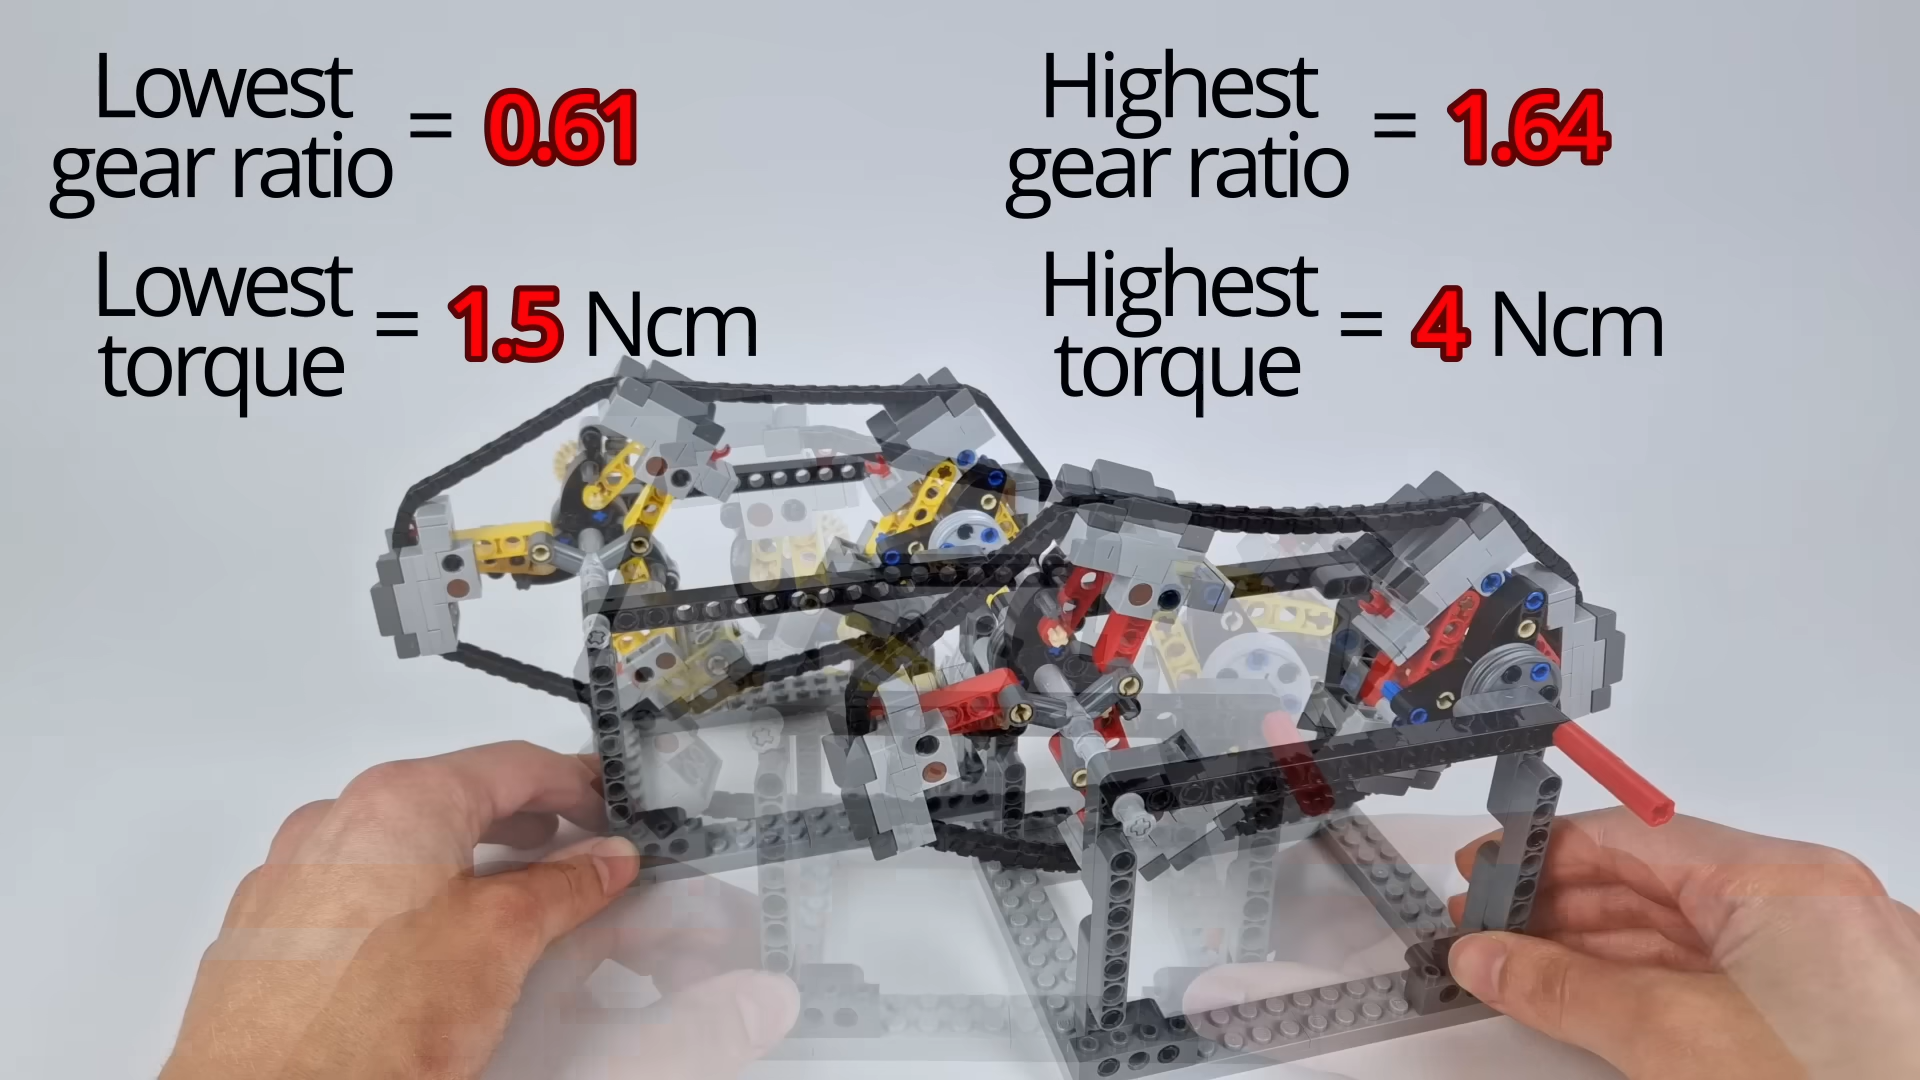 Lowest
gear ratio = 0.61
Highest
gear ratio = 1.64
Lowest
torque = 1.5 Ncm
Highest
torque = 4 Ncm